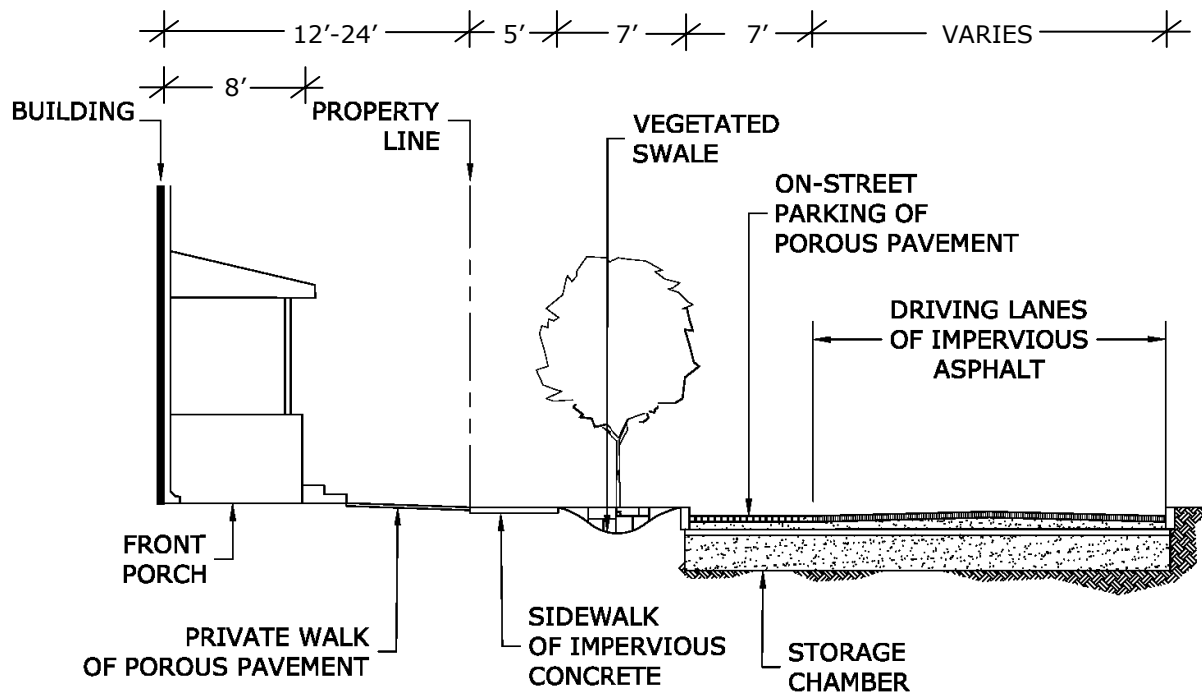 12’-24’
5’
7’
7’
VARIES
8’
BUILDING
PROPERTY
LINE
VEGETATED
SWALE
ON-STREET
PARKING OF
POROUS PAVEMENT
DRIVING LANES
OF IMPERVIOUS
ASPHALT
FRONT
PORCH
PRIVATE WALK
OF POROUS PAVEMENT
SIDEWALK
OF IMPERVIOUS
CONCRETE
STORAGE
CHAMBER